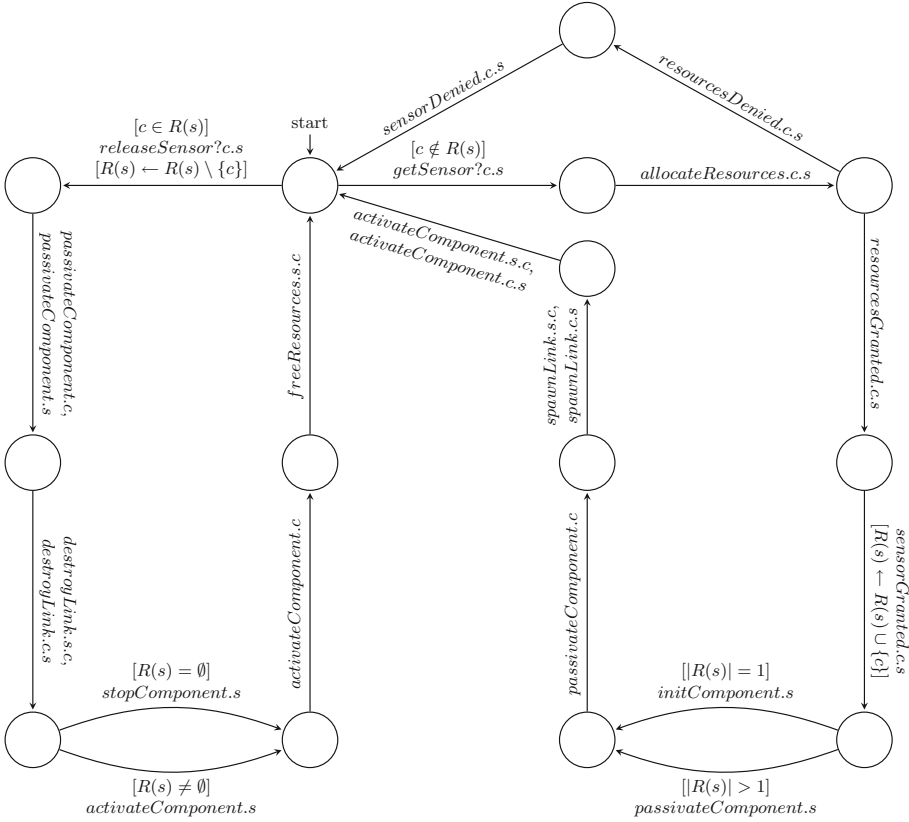 sensorDenied.c.s
resourcesDenied.c.s
start
[c ∈ R(s)]
releaseSensor?c.s
[R(s) ← R(s) \ {c}]
[c ∉ R(s)]
getSensor?c.s
allocateResources.c.s
activateComponent.s.c,
activateComponent.c.s
passivateComponent.c,
passivateComponent.s
freeResources.s.c
spawnLink.s.c,
spawnLink.c.s
resourcesGranted.c.s
destroyLink.s.c,
destroyLink.c.s
activateComponent.c
passivateComponent.c
sensorGranted.c.s
[R(s) ← R(s) ∪ {c}]
[R(s) = ∅]
stopComponent.s
[|R(s)| = 1]
initComponent.s
[R(s) ≠ ∅]
activateComponent.s
[|R(s)| > 1]
passivateComponent.s